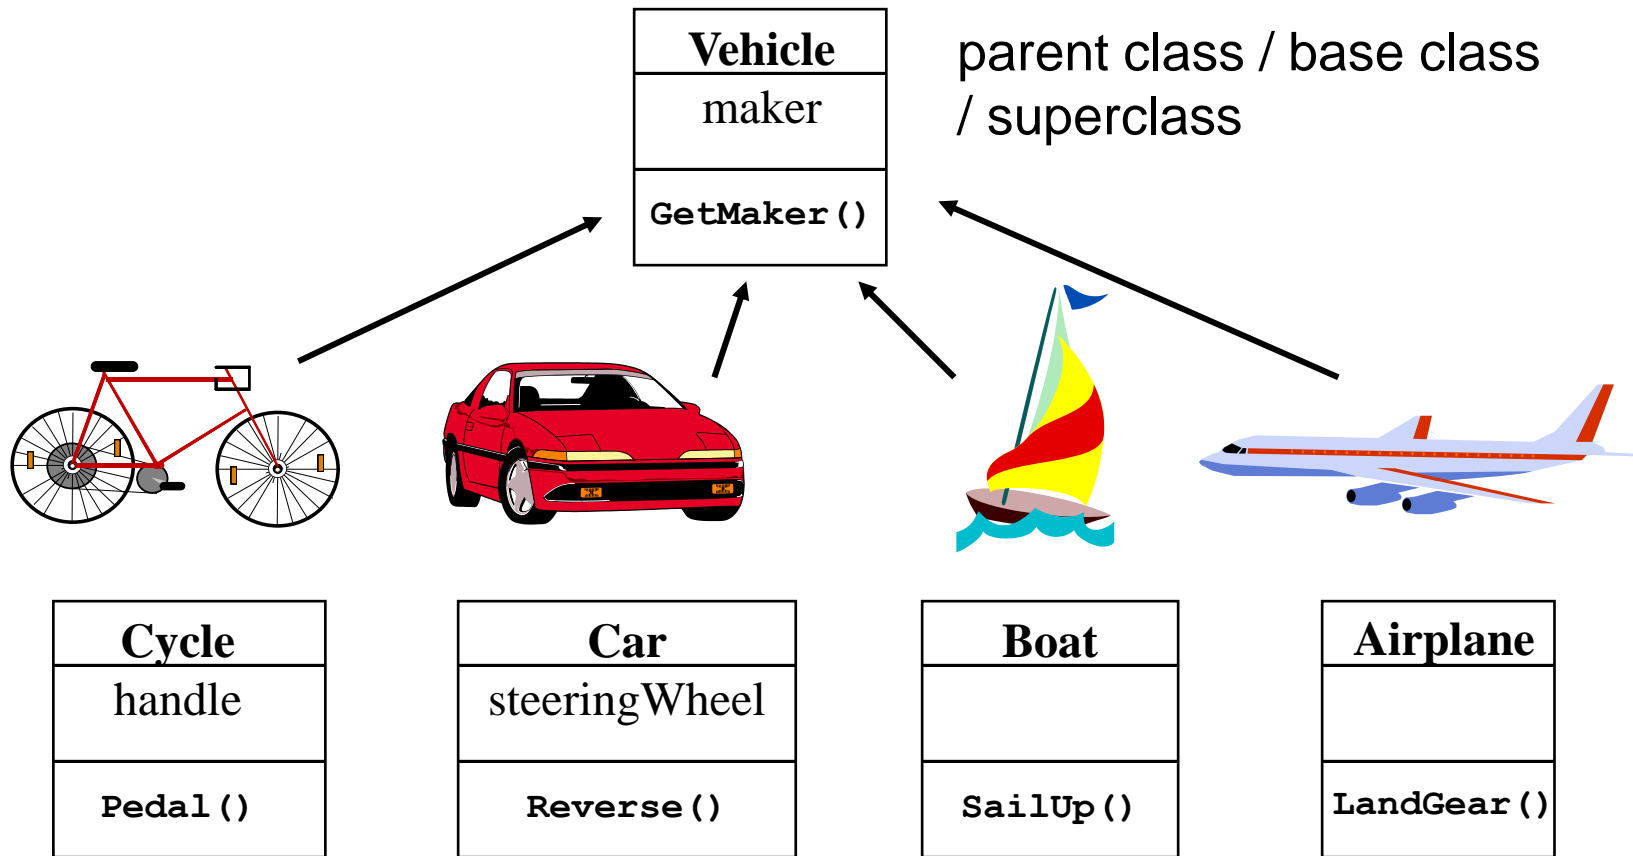 Vehicle
maker
GetMaker()
parent class / base class
/ superclass
Cycle
handle
Pedal()
Car
steeringWheel
Reverse()
Boat
SailUp()
Airplane
LandGear()